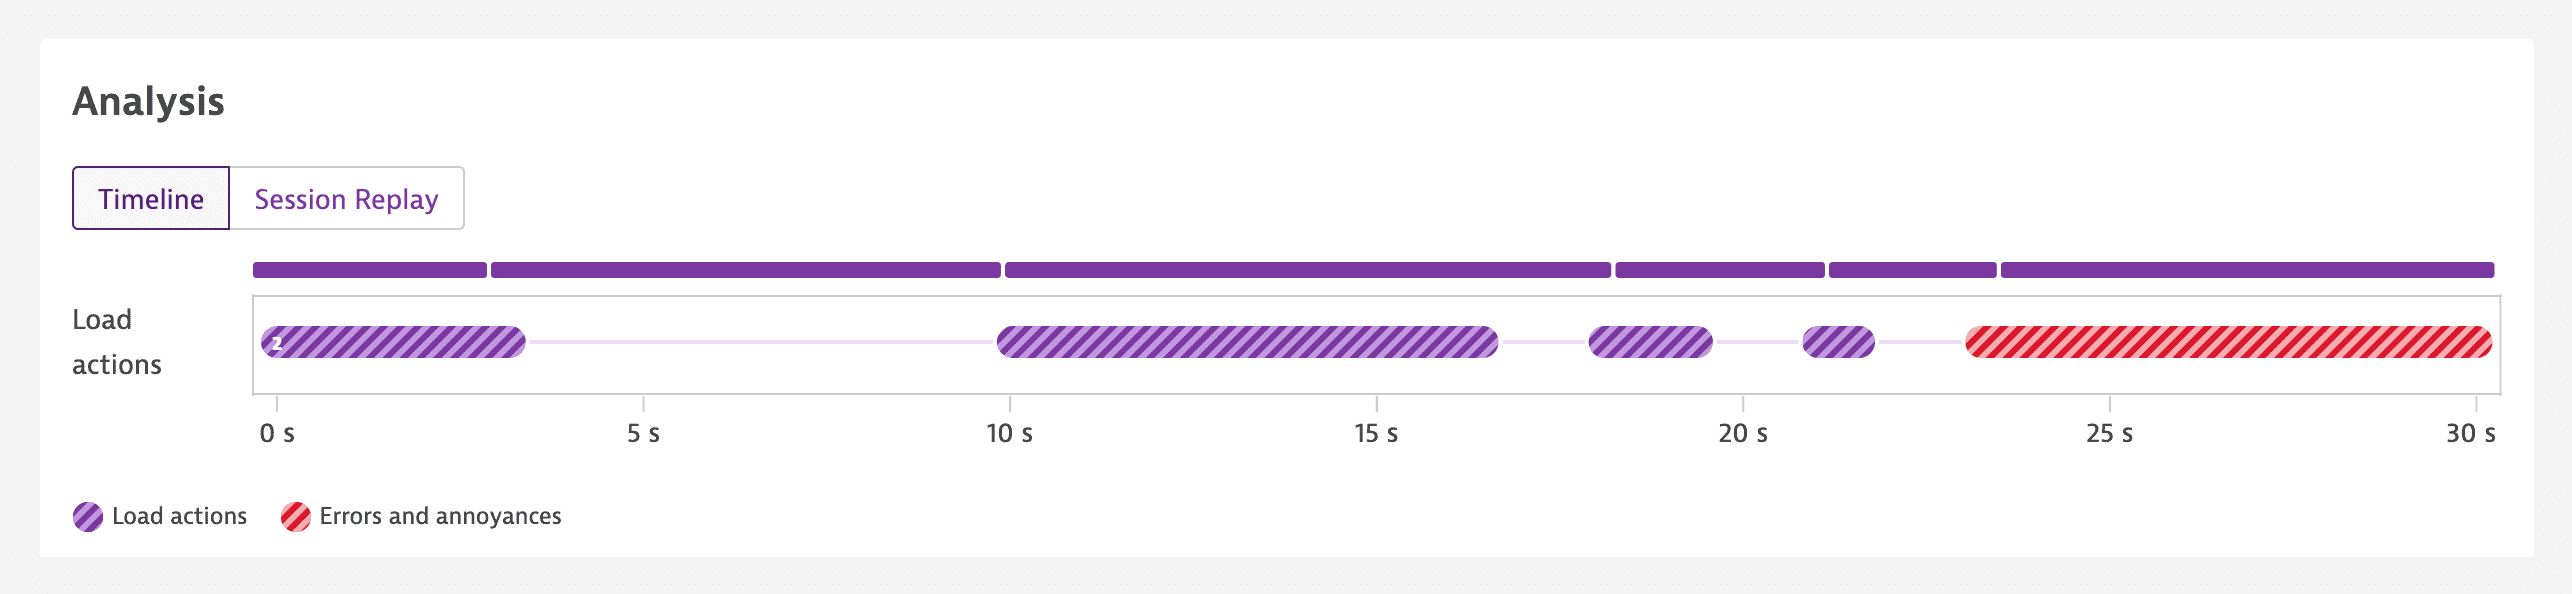 Analysis
Timeline Session Replay
Load
actions
2
0 s 5 s 10 s 15 s 20 s 25 s 30 s
Load actions Errors and annoyances